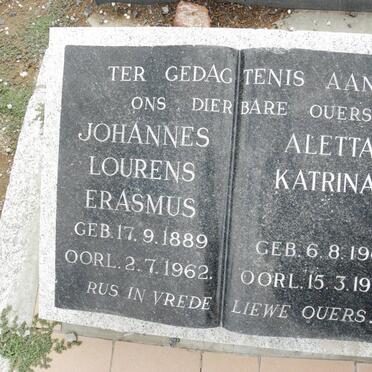 TER GEDAGTENIS AAN
ONS DIERBARE OUERS
JOHANNES
LOURENS
ERASMUS
GEB. 17.9.1889
OORL. 2.7.1962.
ALETTA
KATRINA
GEB. 6.8.19
OORL. 15.3.19
RUS IN VREDE LIEWE OUERS.